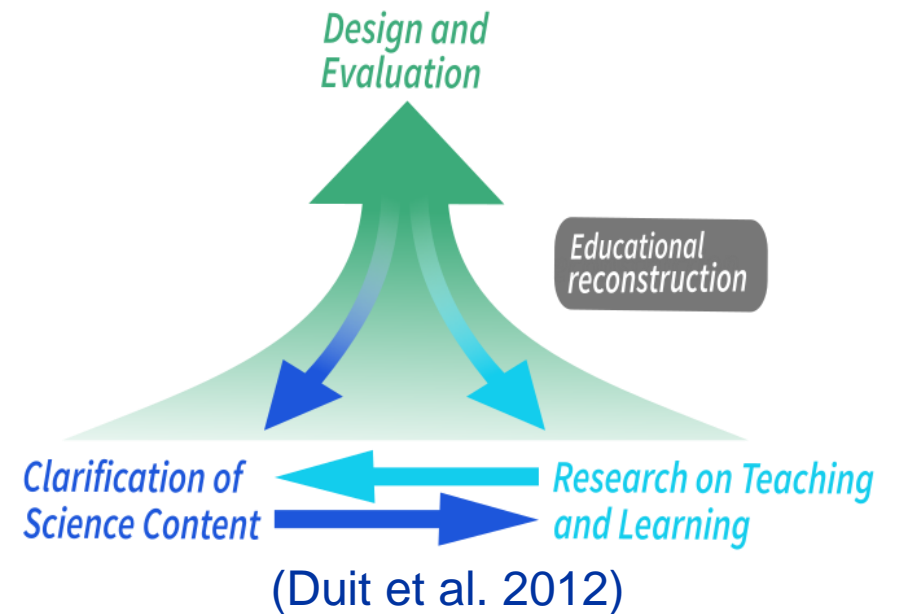 Design and
Evaluation
Educational
reconstruction
Clarification of
Science Content
Research on Teaching
and Learning
(Duit et al. 2012)